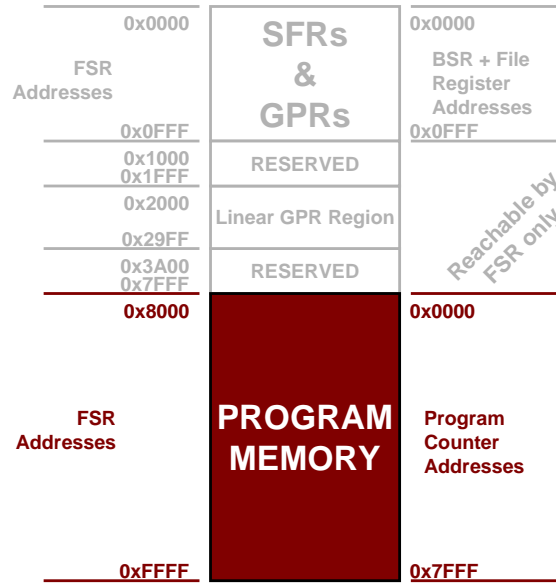 0x0000
SFRs
&
GPRs
0x0000
FSR
Addresses
BSR + File
Register
Addresses
0x0FFF
0x0FFF
0x1000
0x1FFF
RESERVED
0x2000
0x29FF
Linear GPR Region
Reachable by
FSR only
0x3A00
0x7FFF
RESERVED
0x8000
0x0000
FSR
Addresses
PROGRAM
MEMORY
Program
Counter
Addresses
0xFFFF
0x7FFF